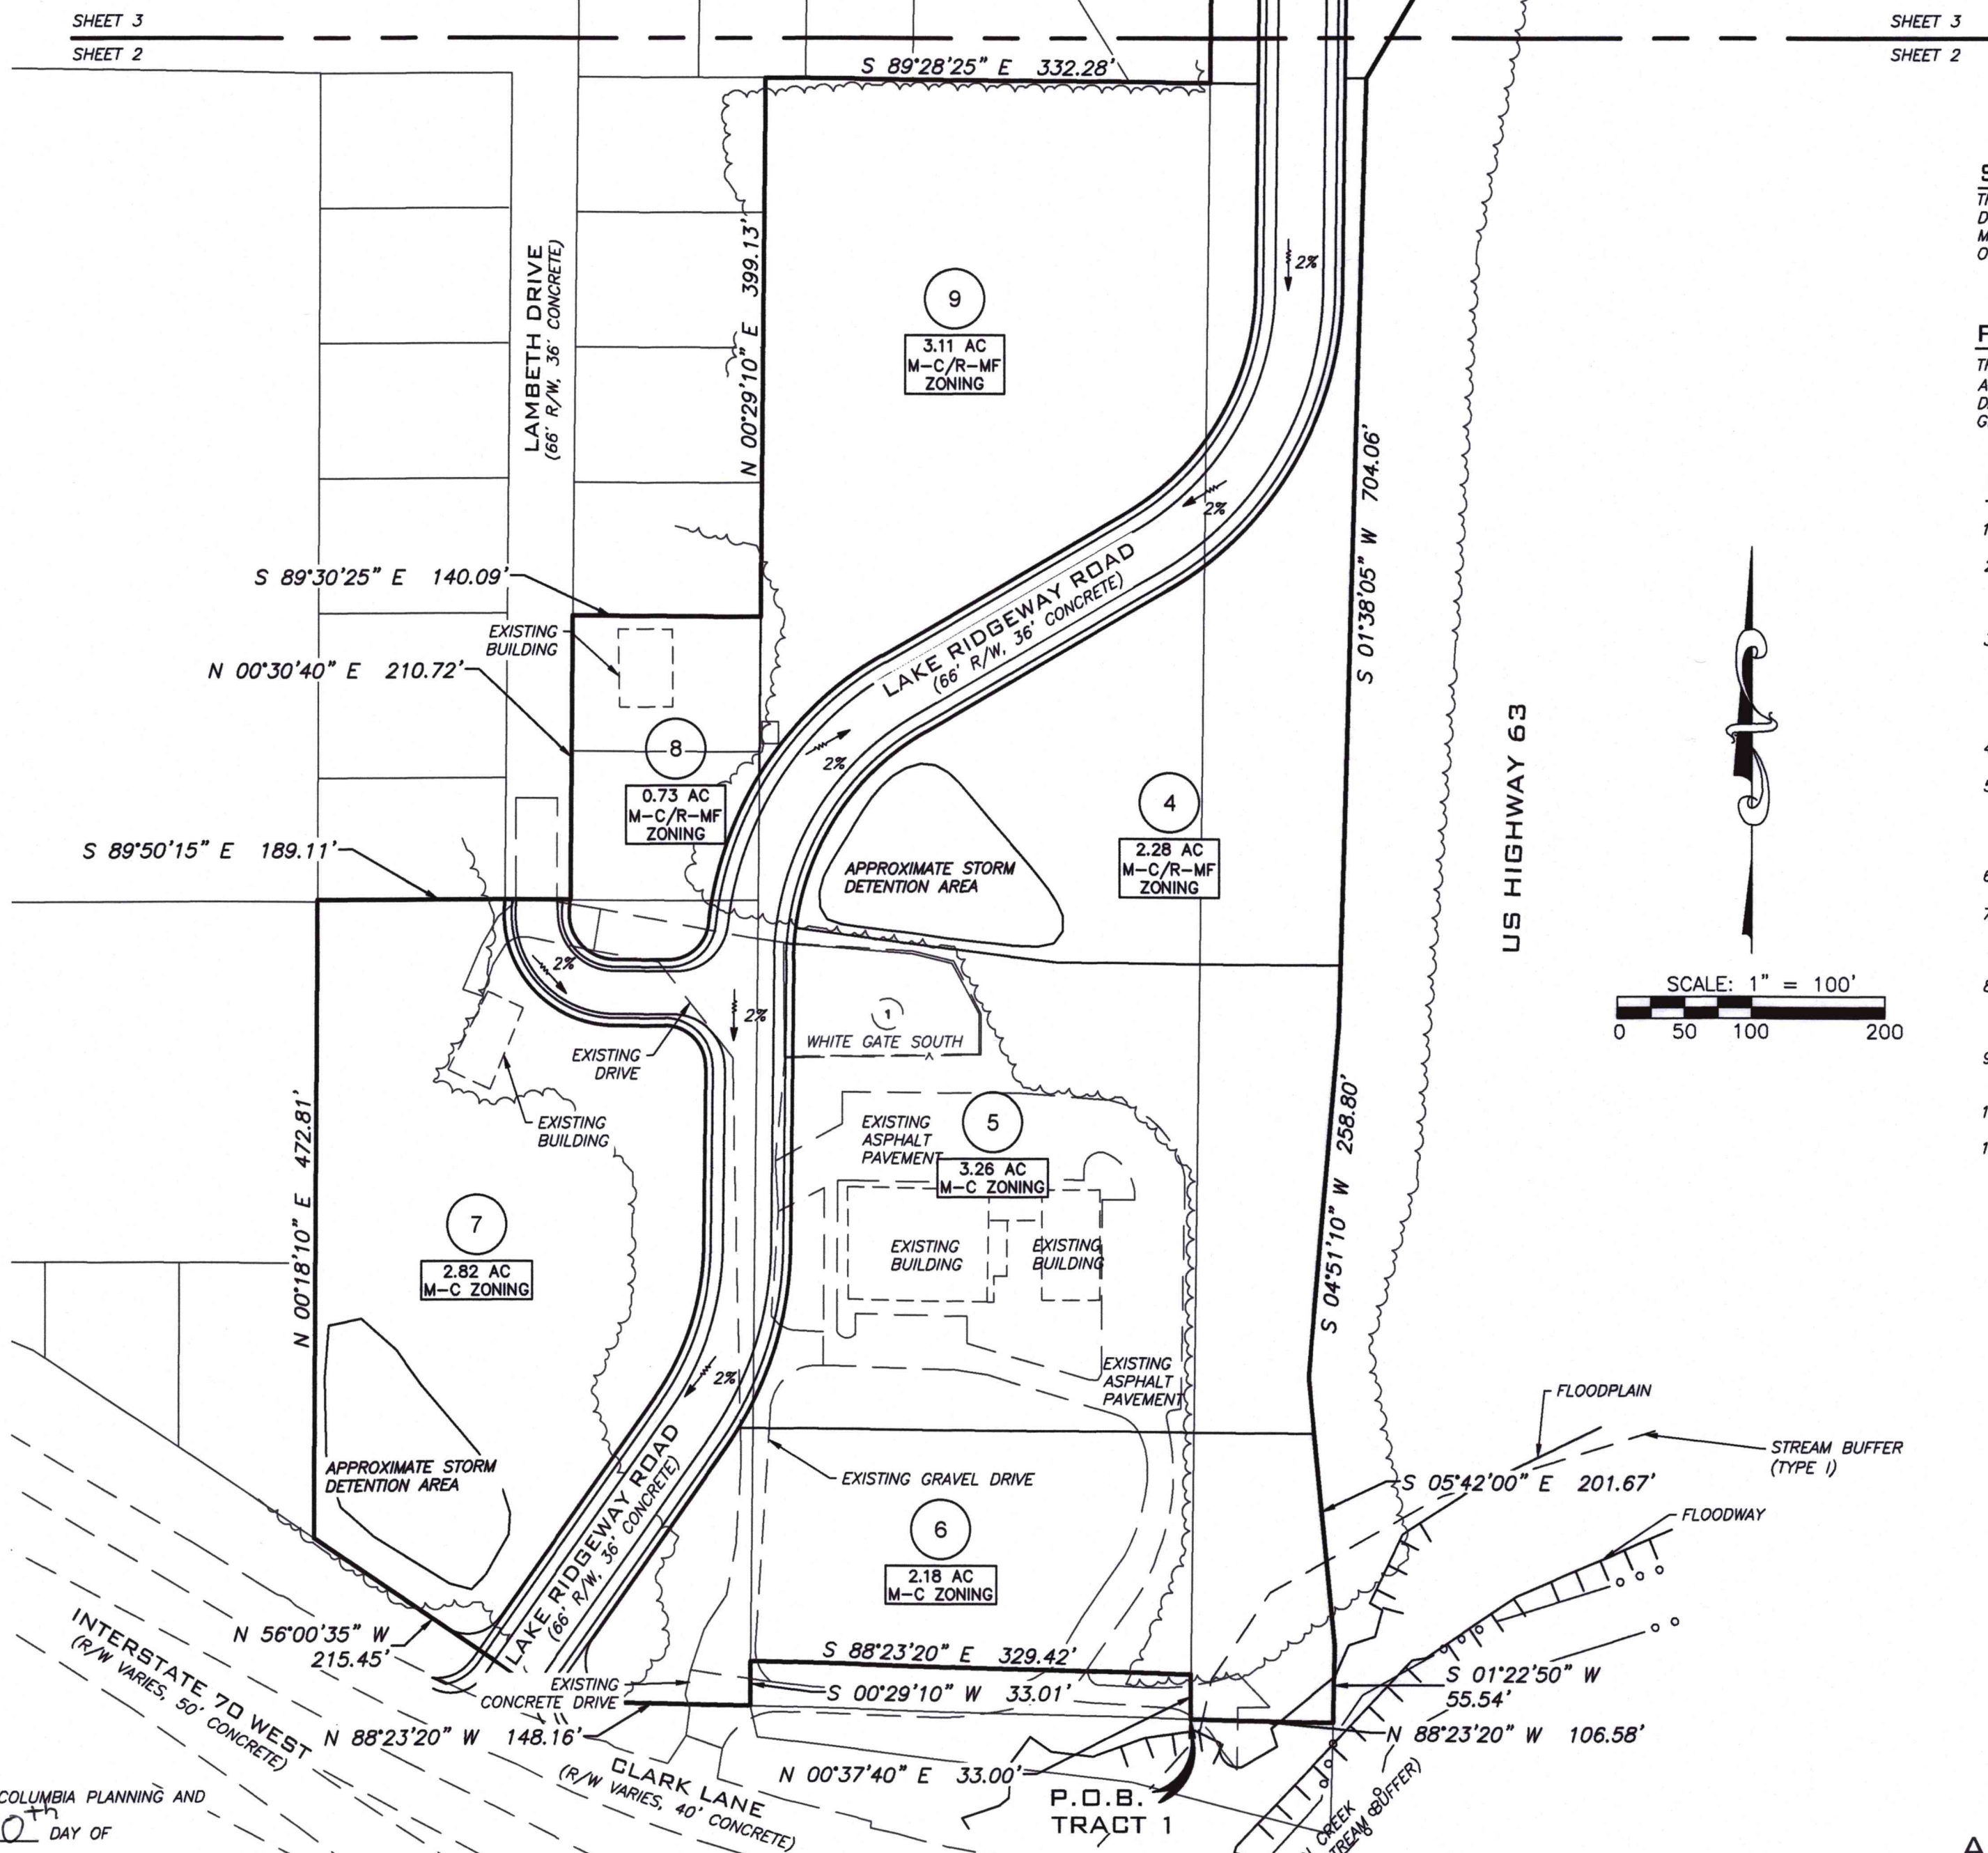 SHEET 3
SHEET 3
SHEET 2
SHEET 2
S 89°28'25" E 332.28'
LAMBETH DRIVE
(66' R/W, 36' CONCRETE)
N 00°29'10" E 399.13'
9
3.11 AC
M-C/R-MF
ZONING
2%
2%
S 01°38'05" W 704.06'
LAKE RIDGEWAY ROAD
(66' R/W, 36' CONCRETE)
S 89°30'25" E 140.09'
EXISTING
BUILDING
N 00°30'40" E 210.72'
8
0.73 AC
M-C/R-MF
ZONING
2%
4
2.28 AC
M-C/R-MF
ZONING
APPROXIMATE STORM
DETENTION AREA
US HIGHWAY 63
S 89°50'15" E 189.11'
2%
2%
SCALE: 1" = 100'
0 50 100 200
1
WHITE GATE SOUTH
EXISTING
DRIVE
EXISTING
BUILDING
EXISTING
ASPHALT
PAVEMENT
5
3.26 AC
M-C ZONING
N 00°18'10" E 472.81'
S 04°51'10" W 258.80'
7
2.82 AC
M-C ZONING
EXISTING
BUILDING
EXISTING
BUILDING
2%
EXISTING
ASPHALT
PAVEMENT
FLOODPLAIN
STREAM BUFFER
(TYPE I)
APPROXIMATE STORM
DETENTION AREA
EXISTING GRAVEL DRIVE
S 05°42'00" E 201.67'
FLOODWAY
6
2.18 AC
M-C ZONING
LAKE RIDGEWAY ROAD
(66' R/W, 36' CONCRETE)
N 56°00'35" W
215.45'
INTERSTATE 70 WEST
(R/W VARIES, 50' CONCRETE)
S 88°23'20" E 329.42'
EXISTING
CONCRETE DRIVE
S 00°29'10" W 33.01'
S 01°22'50" W
55.54'
N 88°23'20" W 148.16'
N 88°23'20" W 106.58'
CLARK LANE
(R/W VARIES, 40' CONCRETE)
N 00°37'40" E 33.00'
P.O.B.
TRACT 1
CREEK
BUFFER)
COLUMBIA PLANNING AND
DAY OF